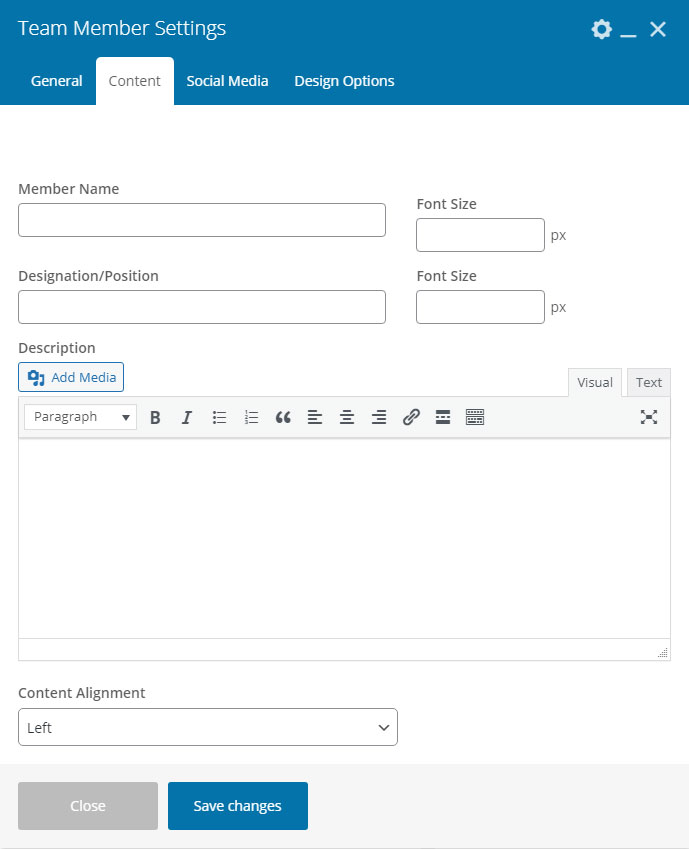 Team Member Settings
General Content Social Media Design Options
Member Name
Font Size
px
Designation/Position Font Size
px
Description
Add Media
Visual Text
Paragraph B I
Content Alignment
Left
Close Save changes